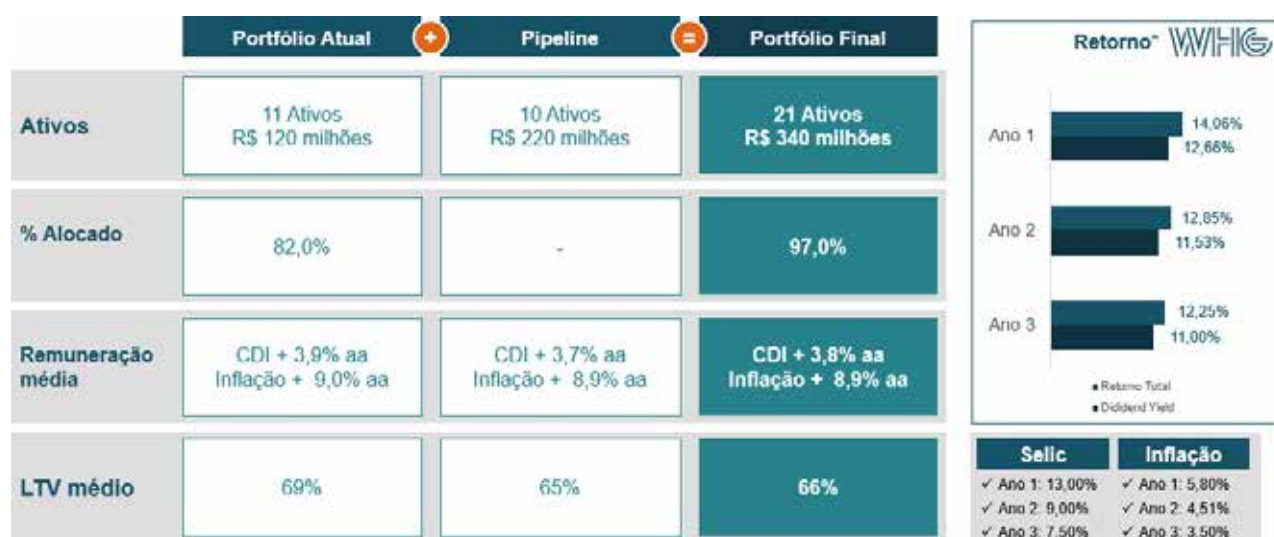 Portfólio Atual + Pipeline = Portfólio Final
Ativos
11 Ativos
R$ 120 milhões
10 Ativos
R$ 220 milhões
21 Ativos
R$ 340 milhões
% Alocado
82,0%
-
97,0%
Remuneração
média
CDI + 3,9% aa
Inflação + 9,0% aa
CDI + 3,7% aa
Inflação + 8,9% aa
CDI + 3,8% aa
Inflação + 8,9% aa
LTV médio
69%
65%
66%
Retorno WHG
Ano 1
14,06%
12,66%
Ano 2
12,85%
11,53%
Ano 3
12,25%
11,00%
Retorno Total
Dididend Yield
Selic
✓ Ano 1: 13,00%
✓ Ano 2: 9,00%
✓ Ano 3: 7,50%
Inflação
✓ Ano 1: 5,80%
✓ Ano 2: 4,51%
✓ Ano 3: 3,50%